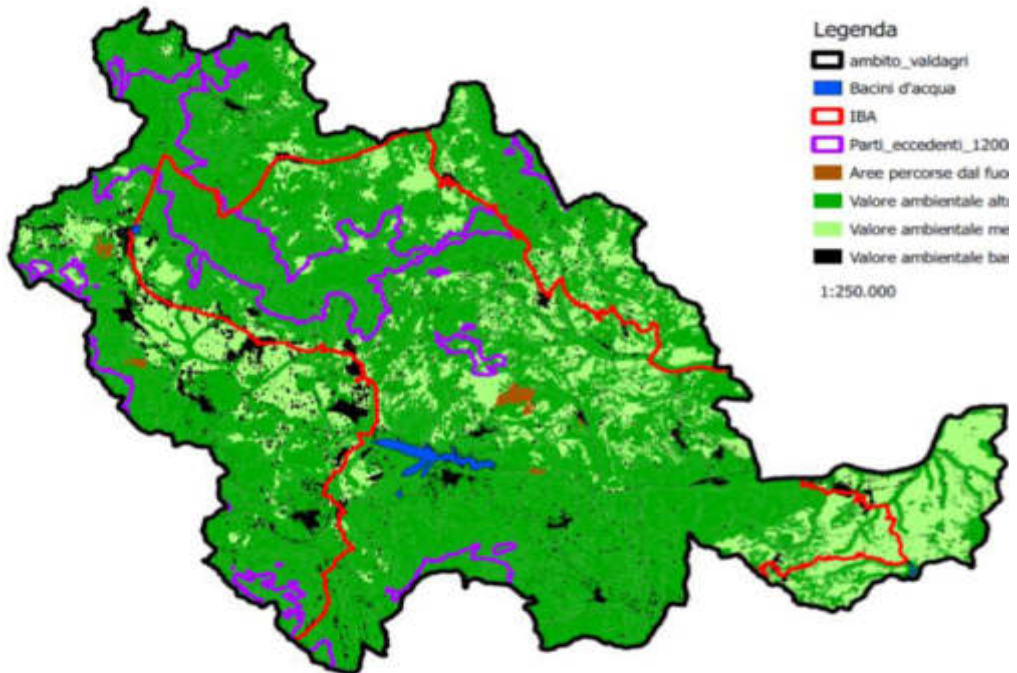 Legenda
ambito_valdagri
Bacini d'acqua
IBA
Parti_eccedenti_1200
Aree percorse dal fuo
Valore ambientale alt
Valore ambientale me
Valore ambientale bas
1:250.000